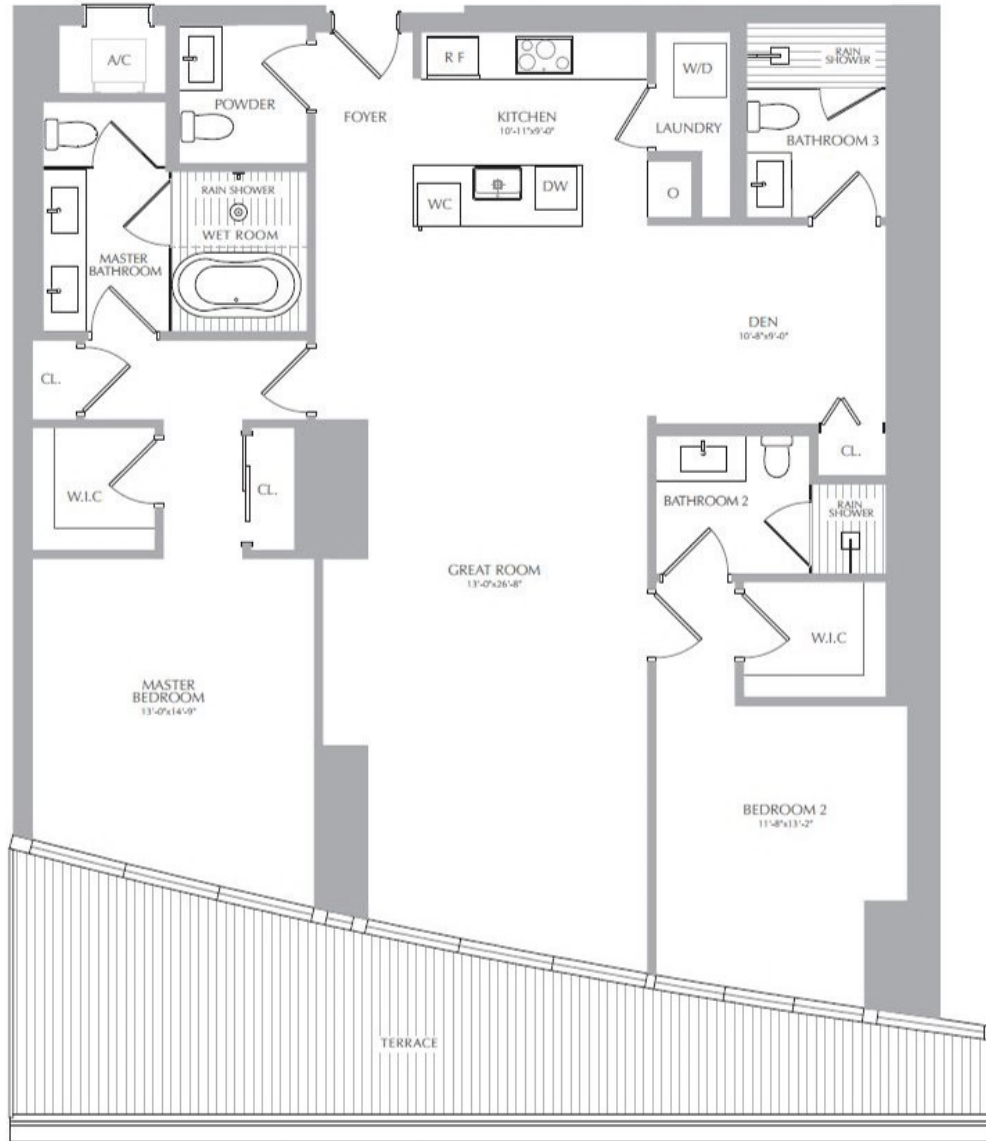 A/C
POWDER
FOYER
R F
KITCHEN
10'-11"x9'-0"
W/D
LAUNDRY
RAIN
SHOWER
BATHROOM 3
RAIN SHOWER
WET ROOM
MASTER
BATHROOM
WC
DW
O
DEN
10'-8"x9'-0"
CL.
W.I.C
CL.
CL.
BATHROOM 2
RAIN
SHOWER
GREAT ROOM
13'-0"x26'-8"
W.I.C
MASTER
BEDROOM
13'-0"x14'-9"
BEDROOM 2
11'-8"x13'-2"
TERRACE